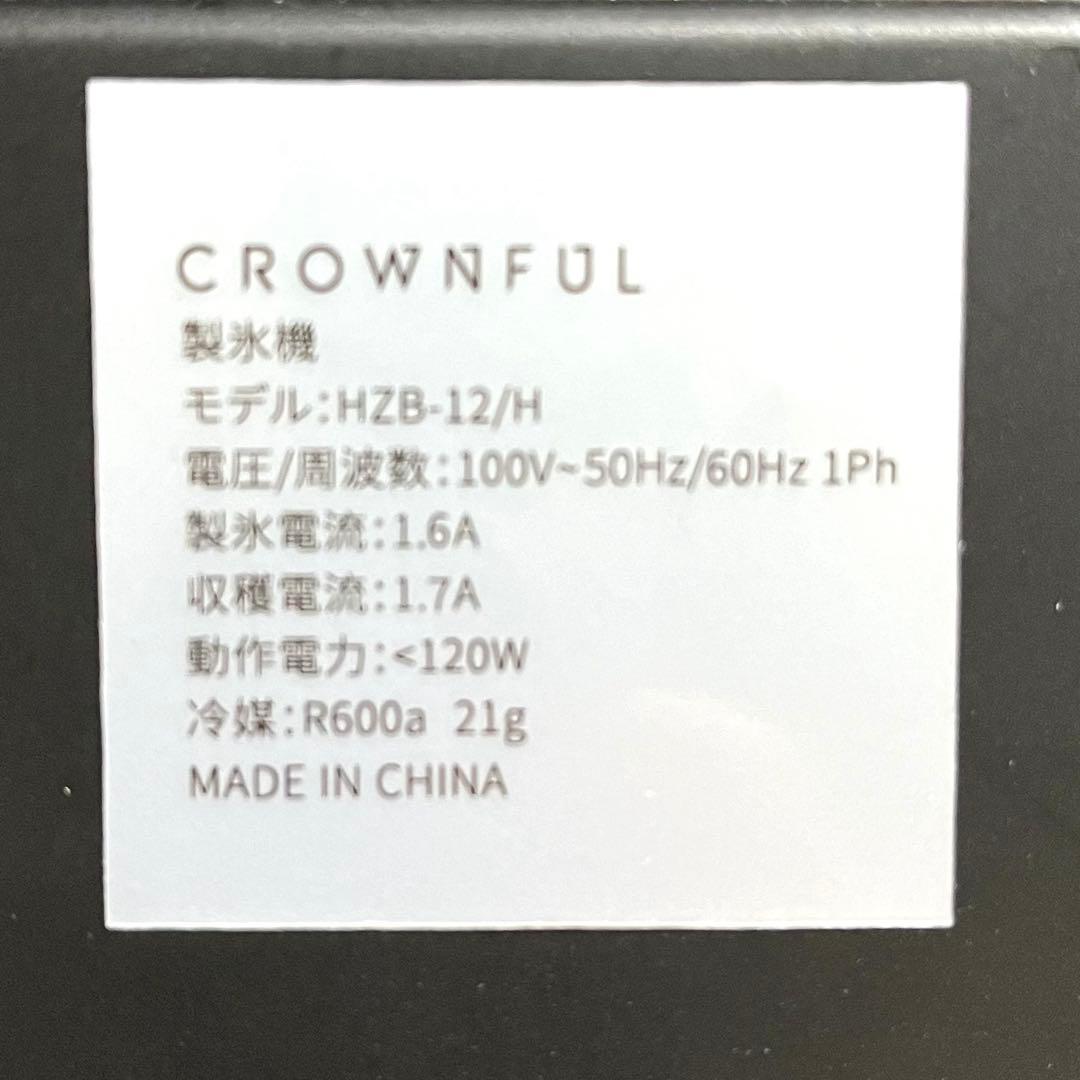 CROWNFUL
製氷機
モデル:HZB-12/H
電圧/周波数:100V~50Hz/60Hz 1Ph
製氷電流:1.6A
収穫電流:1.7A
動作電力:<120W
冷媒:R600a 21g
MADE IN CHINA